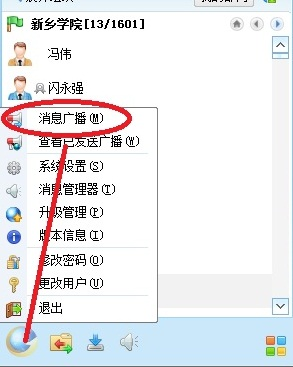 新乡学院[13/1601]
冯伟
闪永强
消息广播(M)
查看已发送广播(W)
系统设置(S)
消息管理器(T)
升级管理(P)
版本信息(I)
修改密码(O)
更改用户(U)
退出